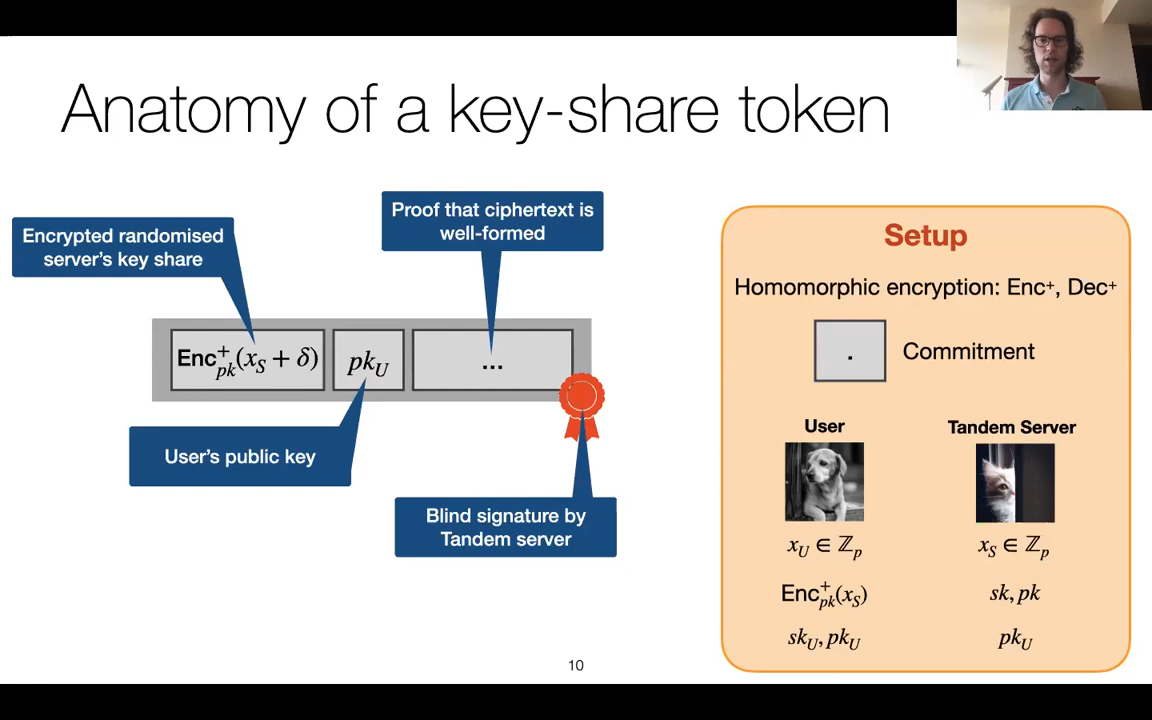 Anatomy of a key-share token
Encrypted randomised
server's key share
Proof that ciphertext is
well-formed
Enc⁺pk(xS + δ)
pkU
...
User's public key
Blind signature by
Tandem server
Setup
Homomorphic encryption: Enc⁺, Dec⁺
.
Commitment
User
Tandem Server
xU ∈ ℤp
xS ∈ ℤp
Enc⁺pk(xS)
sk, pk
skU, pkU
pkU
10